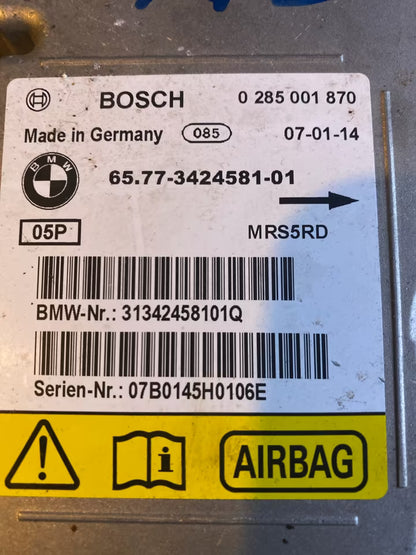 BOSCH 0 285 001 870
Made in Germany 085 07-01-14
BMW 65.77-3424581-01
05P MRS5RD
BMW-Nr.: 31342458101Q
Serien-Nr.: 07B0145H0106E
i AIRBAG